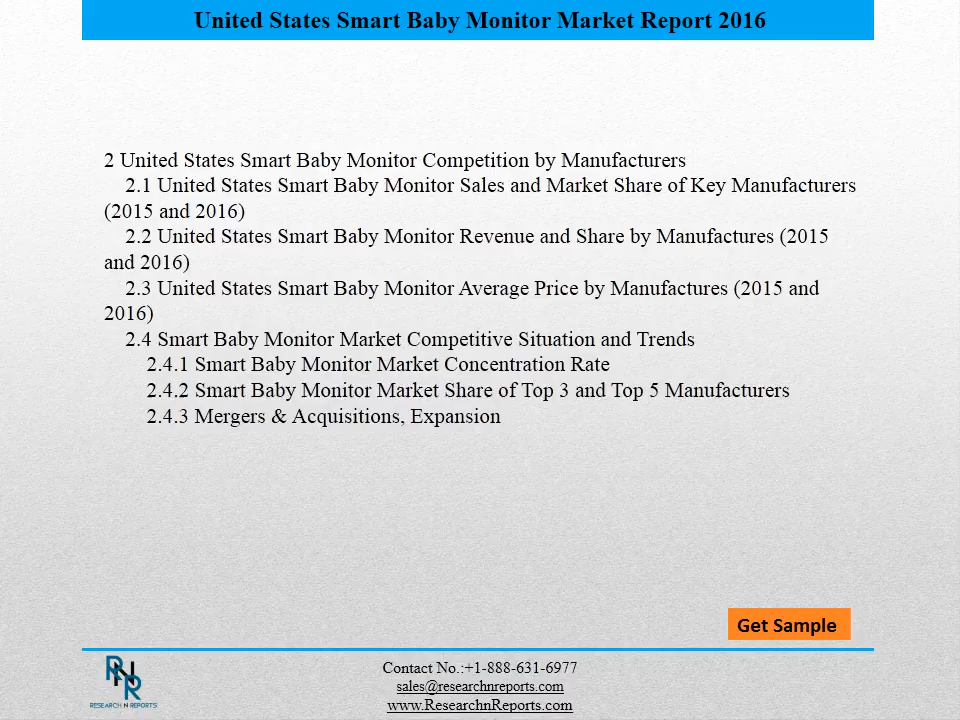 United States Smart Baby Monitor Market Report 2016
2 United States Smart Baby Monitor Competition by Manufacturers
2.1 United States Smart Baby Monitor Sales and Market Share of Key Manufacturers
(2015 and 2016)
2.2 United States Smart Baby Monitor Revenue and Share by Manufactures (2015
and 2016)
2.3 United States Smart Baby Monitor Average Price by Manufactures (2015 and
2016)
2.4 Smart Baby Monitor Market Competitive Situation and Trends
2.4.1 Smart Baby Monitor Market Concentration Rate
2.4.2 Smart Baby Monitor Market Share of Top 3 and Top 5 Manufacturers
2.4.3 Mergers & Acquisitions, Expansion
Get Sample
RNR
RESEARCH N REPORTS
Contact No.:+1-888-631-6977
sales@researchnreports.com
www.ResearchnReports.com